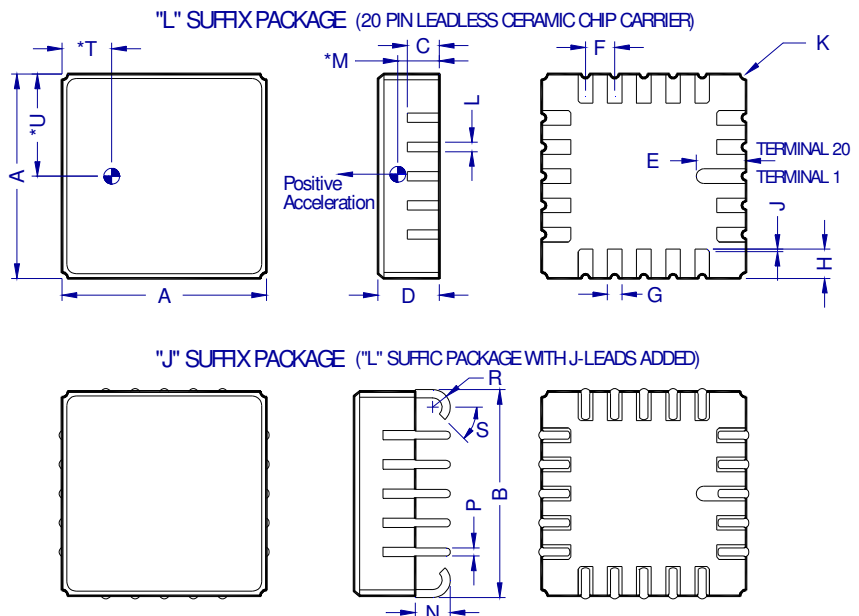 "L" SUFFIX PACKAGE (20 PIN LEADLESS CERAMIC CHIP CARRIER)
*T
*M
C
F
K
*U
A
L
E
TERMINAL 20
TERMINAL 1
Positive
Acceleration
J
H
A
D
G
"J" SUFFIX PACKAGE ("L" SUFFIC PACKAGE WITH J-LEADS ADDED)
R
S
B
P
N